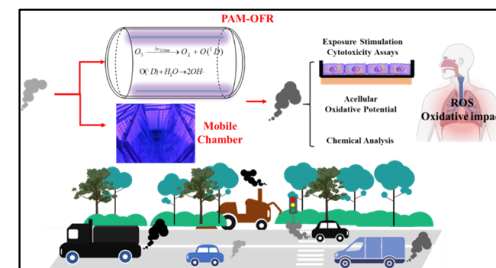 PAM-OFR
O₃ —hv₂₅₄ₙₘ→ O₂ + O(¹D)
O(¹D)+H₂O→2OH·
Mobile
Chamber
Exposure Stimulation
Cytotoxicity Assays
Acellular
Oxidative Potential
Chemical Analysis
ROS
Oxidative impac